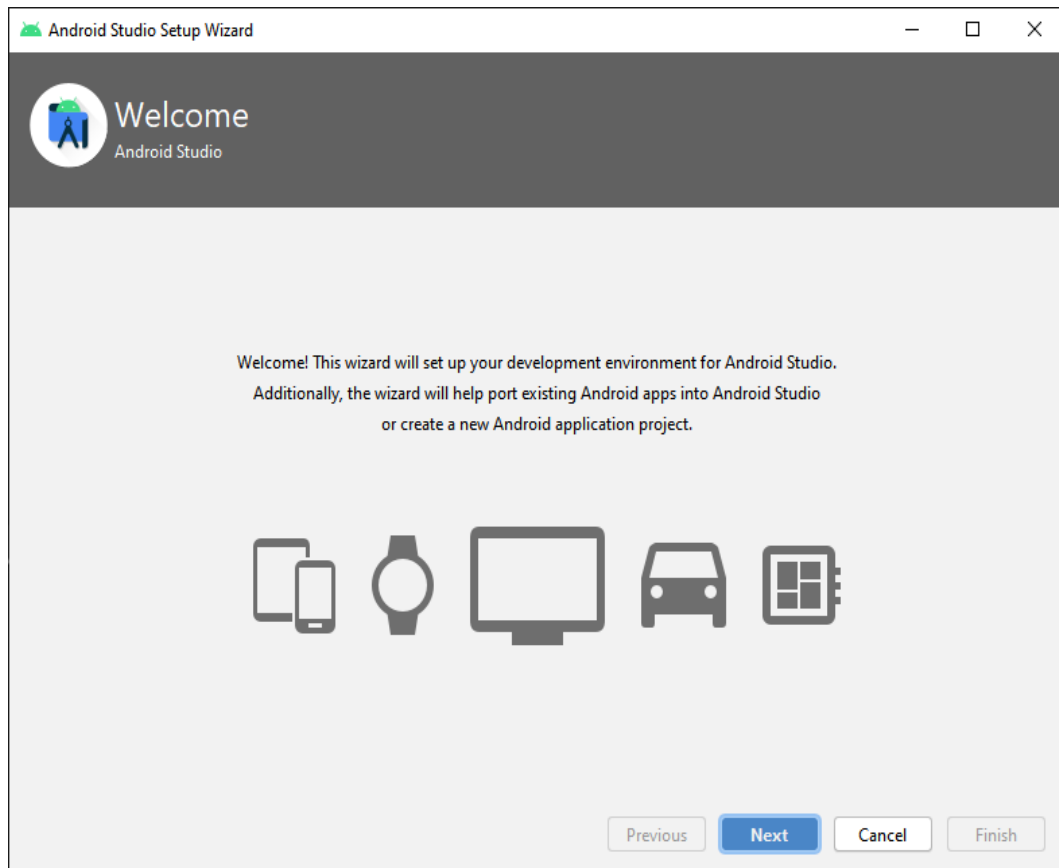 Android Studio Setup Wizard
Welcome
Android Studio
Welcome! This wizard will set up your development environment for Android Studio.
Additionally, the wizard will help port existing Android apps into Android Studio
or create a new Android application project.
Previous Next Cancel Finish